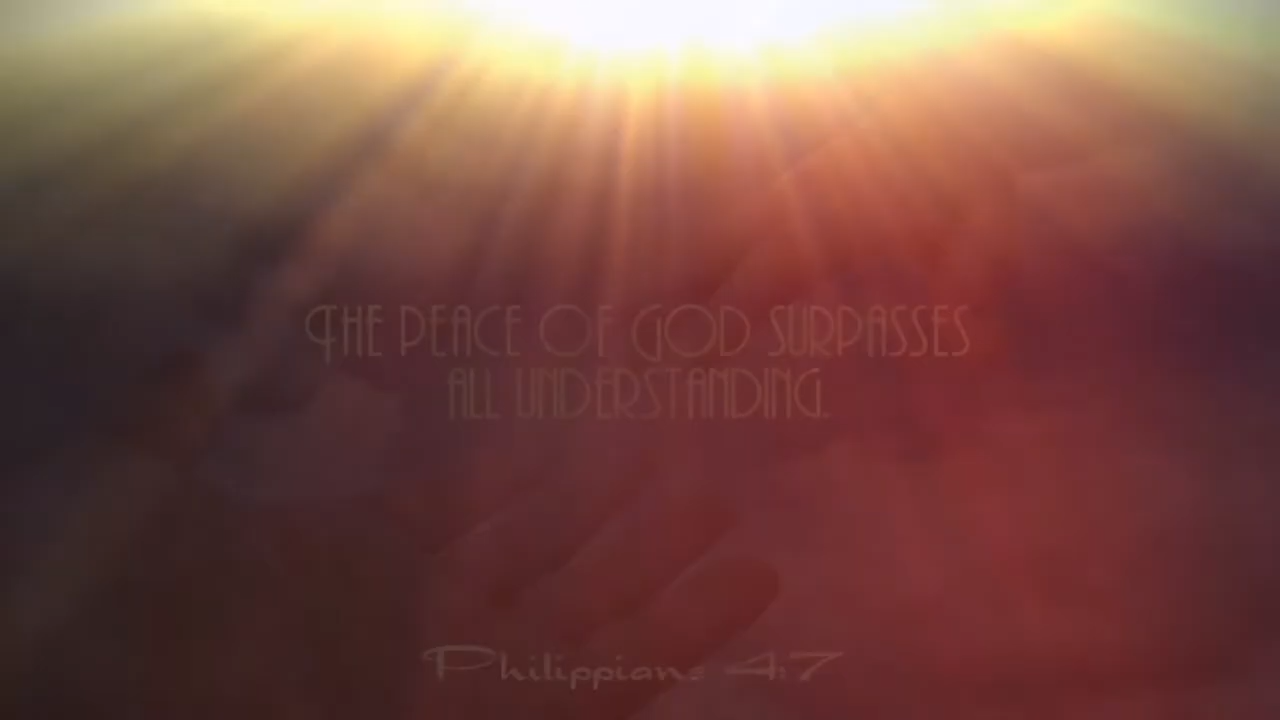 The peace of God surpasses
all understanding.
Philippians 4:7